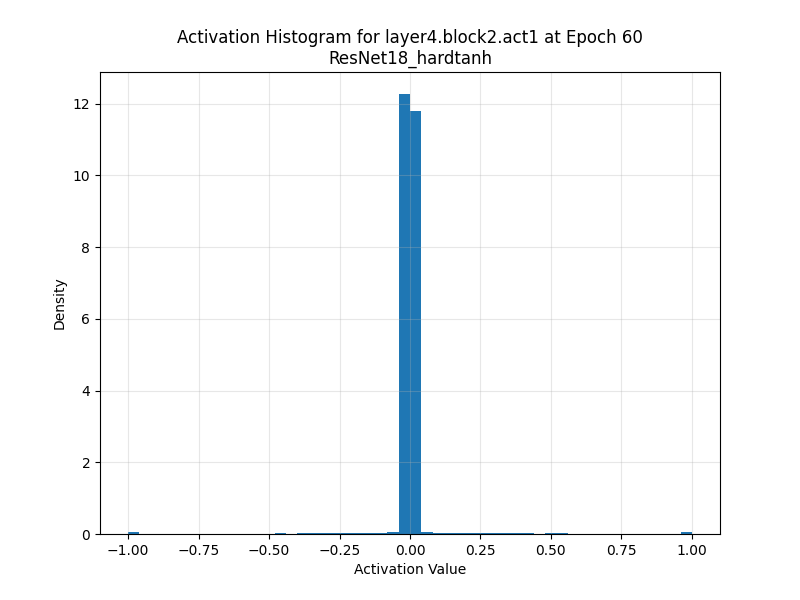 Activation Histogram for layer4.block2.act1 at Epoch 60
ResNet18_hardtanh
12
10
8
6
4
2
0
Density
−1.00 −0.75 −0.50 −0.25 0.00 0.25 0.50 0.75 1.00
Activation Value